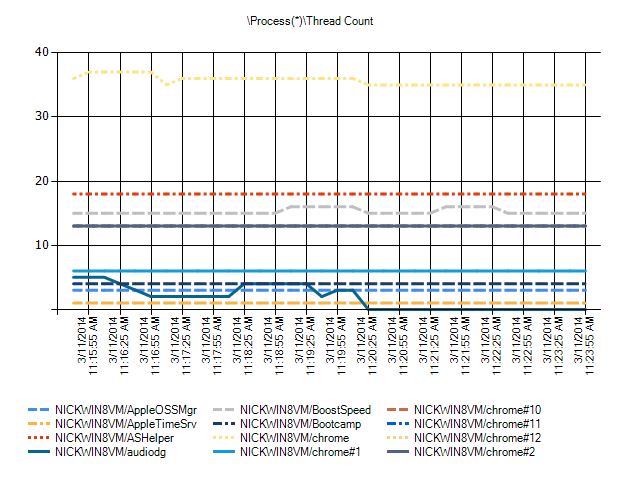 \Process(*)\Thread Count
40
30
20
10
3/11/2014 11:15:55 AM
3/11/2014 11:16:25 AM
3/11/2014 11:16:55 AM
3/11/2014 11:17:25 AM
3/11/2014 11:17:55 AM
3/11/2014 11:18:25 AM
3/11/2014 11:18:55 AM
3/11/2014 11:19:25 AM
3/11/2014 11:19:55 AM
3/11/2014 11:20:25 AM
3/11/2014 11:20:55 AM
3/11/2014 11:21:25 AM
3/11/2014 11:21:55 AM
3/11/2014 11:22:25 AM
3/11/2014 11:22:55 AM
3/11/2014 11:23:25 AM
3/11/2014 11:23:55 AM
NICKWIN8VM/AppleOSSMgr NICKWIN8VM/BoostSpeed NICKWIN8VM/chrome#10
NICKWIN8VM/AppleTimeSrv NICKWIN8VM/Bootcamp NICKWIN8VM/chrome#11
NICKWIN8VM/ASHelper NICKWIN8VM/chrome NICKWIN8VM/chrome#12
NICKWIN8VM/audiodg NICKWIN8VM/chrome#1 NICKWIN8VM/chrome#2